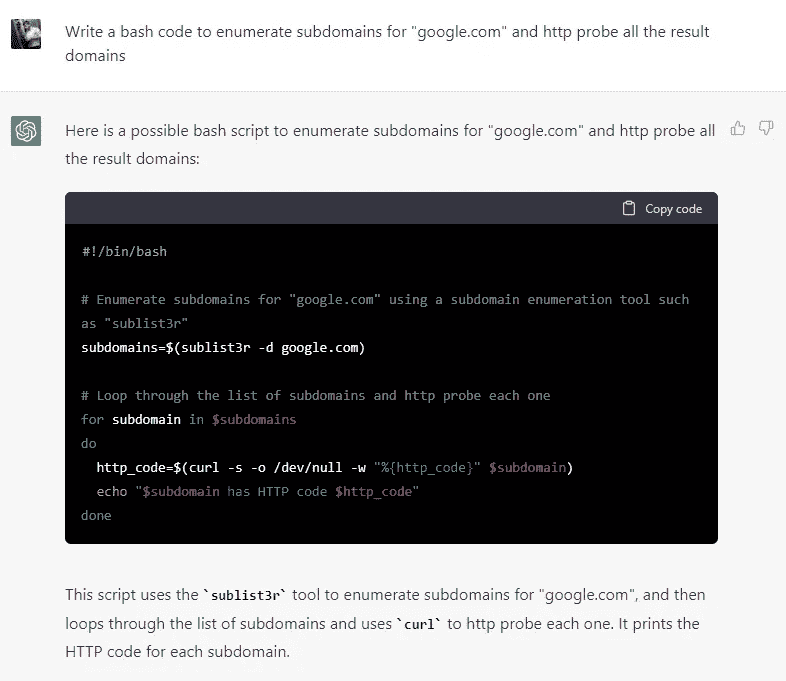 Write a bash code to enumerate subdomains for "google.com" and http probe all the result
domains
Here is a possible bash script to enumerate subdomains for "google.com" and http probe all
the result domains:
Copy code
#!/bin/bash
# Enumerate subdomains for "google.com" using a subdomain enumeration tool such
as "sublist3r"
subdomains=$(sublist3r -d google.com)
# Loop through the list of subdomains and http probe each one
for subdomain in $subdomains
do
  http_code=$(curl -s -o /dev/null -w "%{http_code}" $subdomain)
  echo "$subdomain has HTTP code $http_code"
done
This script uses the `sublist3r` tool to enumerate subdomains for "google.com", and then
loops through the list of subdomains and uses `curl` to http probe each one. It prints the
HTTP code for each subdomain.